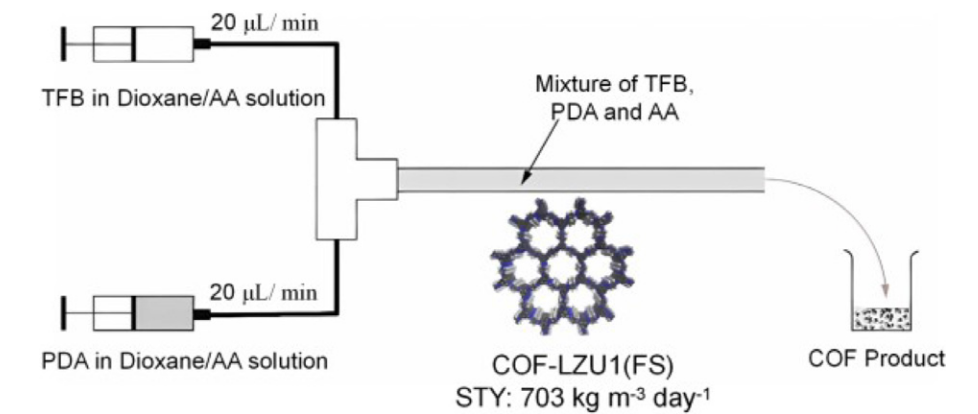 20 μL/ min
TFB in Dioxane/AA solution
Mixture of TFB,
PDA and AA
20 μL/ min
PDA in Dioxane/AA solution
COF-LZU1(FS)
STY: 703 kg m⁻³ day⁻¹
COF Product